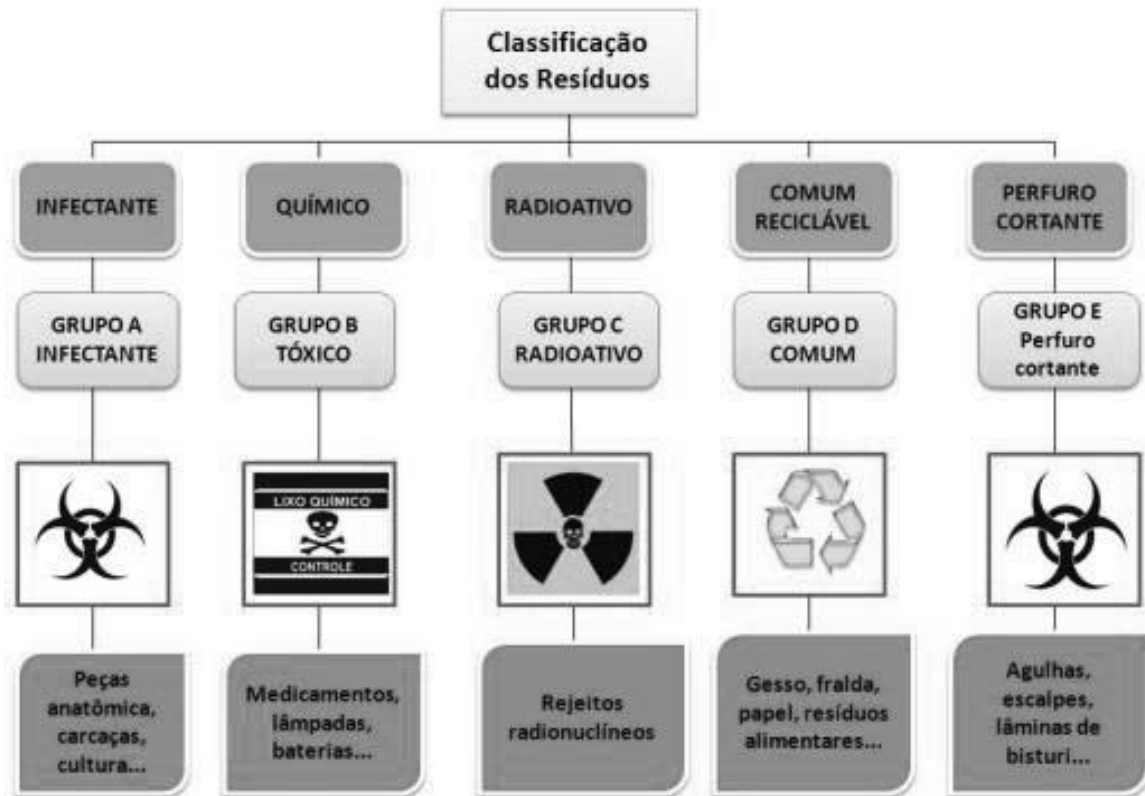 Classificação
dos Resíduos
INFECTANTE
QUÍMICO
RADIOATIVO
COMUM
RECICLÁVEL
PERFURO
CORTANTE
GRUPO A
INFECTANTE
GRUPO B
TÓXICO
GRUPO C
RADIOATIVO
GRUPO D
COMUM
GRUPO E
Perfuro
cortante
LIXO QUÍMICO
CONTROLE
Peças
anatômica,
carcaças,
cultura...
Medicamentos,
lâmpadas,
baterias...
Rejeitos
radionuclíneos
Gesso, fralda,
papel, resíduos
alimentares...
Agulhas,
escalpes,
lâminas de
bisturi...